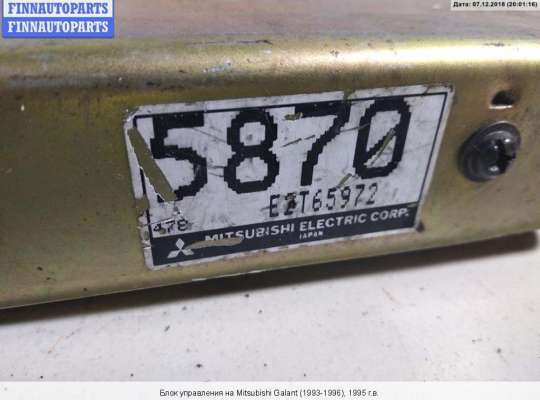 FINNAUTOPARTS
FINNAUTOPARTS
Дата: 07.12.2018 (20:01:16)
5870
E2T65972
478
MITSUBISHI ELECTRIC CORP.
JAPAN
Блок управления на Mitsubishi Galant (1993-1996), 1995 г.в.